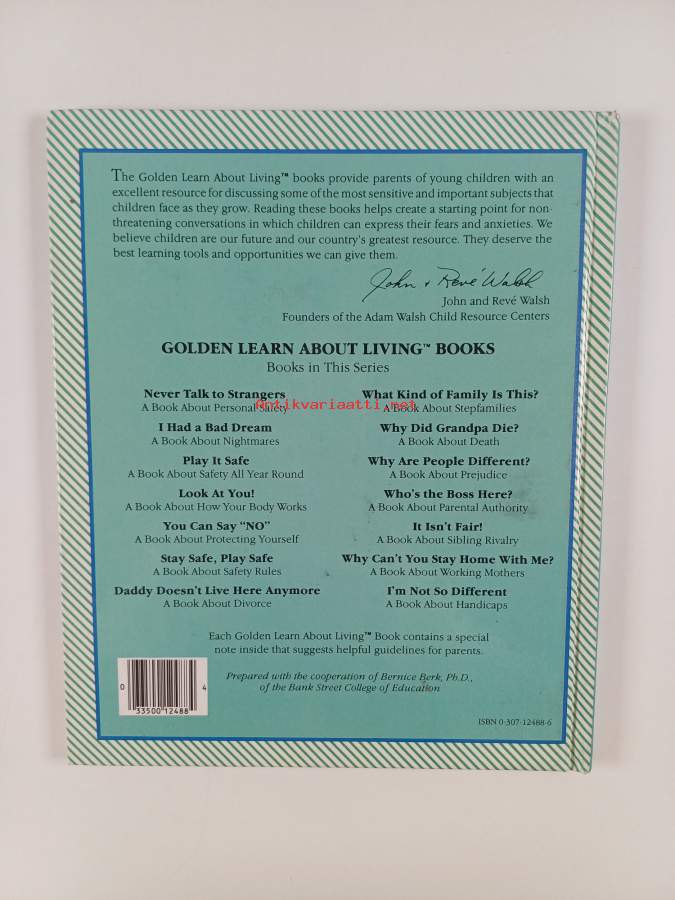 The Golden Learn About Living™ books provide parents of young children with an
excellent resource for discussing some of the most sensitive and important subjects that
children face as they grow. Reading these books helps create a starting point for non-
threatening conversations in which children can express their fears and anxieties. We
believe children are our future and our country's greatest resource. They deserve the
best learning tools and opportunities we can give them.
John + Revé Walsh
John and Revé Walsh
Founders of the Adam Walsh Child Resource Centers
GOLDEN LEARN ABOUT LIVING™ BOOKS
Books in This Series
Never Talk to Strangers
A Book About Personal Safety
I Had a Bad Dream
A Book About Nightmares
Play It Safe
A Book About Safety All Year Round
Look At You!
A Book About How Your Body Works
You Can Say “NO”
A Book About Protecting Yourself
Stay Safe, Play Safe
A Book About Safety Rules
Daddy Doesn't Live Here Anymore
A Book About Divorce
What Kind of Family Is This?
A Book About Stepfamilies
Why Did Grandpa Die?
A Book About Death
Why Are People Different?
A Book About Prejudice
Who's the Boss Here?
A Book About Parental Authority
It Isn't Fair!
A Book About Sibling Rivalry
Why Can't You Stay Home With Me?
A Book About Working Mothers
I'm Not So Different
A Book About Handicaps
Antikvariaatti.net
Each Golden Learn About Living™ Book contains a special
note inside that suggests helpful guidelines for parents.
Prepared with the cooperation of Bernice Berk, Ph.D.,
of the Bank Street College of Education
0 33500 12488 4
ISBN 0-307-12488-6